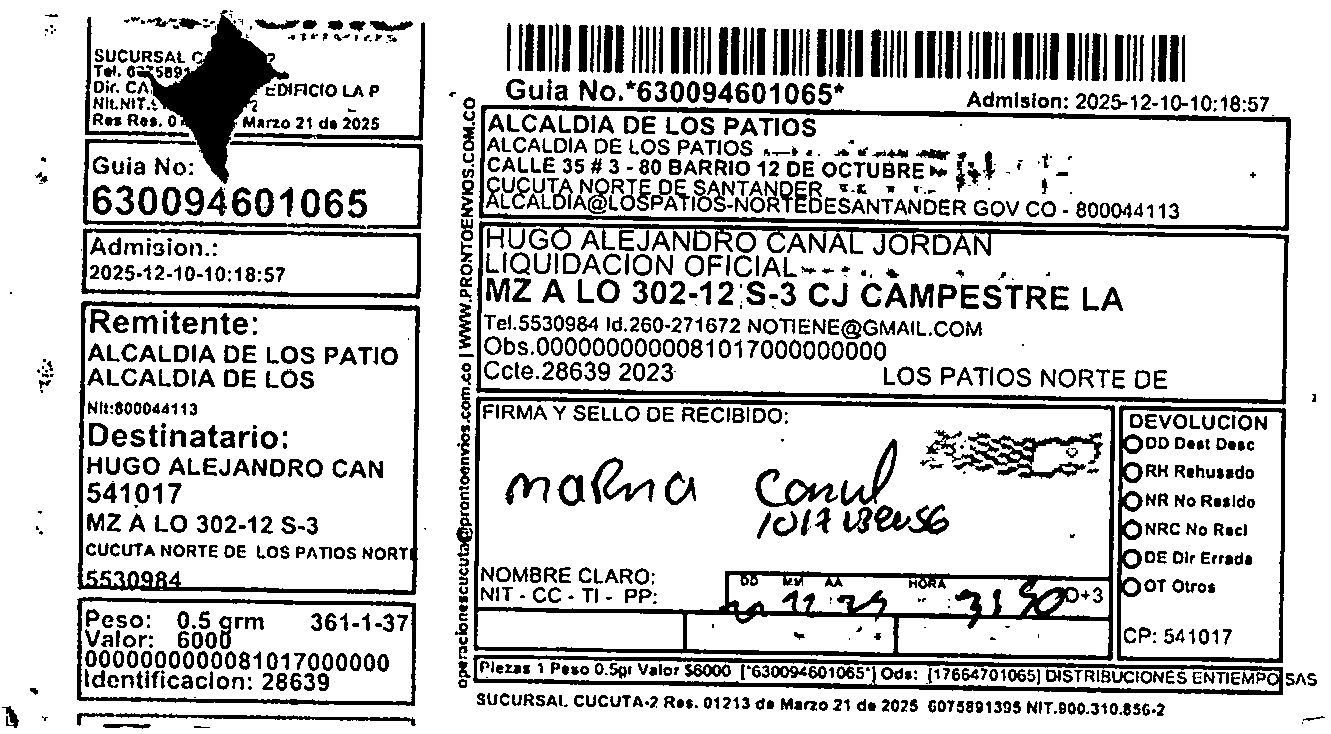 SUCURSAL
Tel.
Dir. EDIFICIO LA P
Nit.NIT.
Res Res. Marzo 21 de 2025
Guia No:
630094601065
Admision.:
2025-12-10-10:18:57
Remitente:
ALCALDIA DE LOS PATIO
ALCALDIA DE LOS
Nit:800044113
Destinatario:
HUGO ALEJANDRO CAN
541017
MZ A LO 302-12 S-3
CUCUTA NORTE DE LOS PATIOS NORTE
5530984
Peso: 0.5 grm 361-1-37
Valor: 6000
0000000000081017000000
Identificacion: 28639
operacionescucuta@prontoenvios.com.co | WWW.PRONTOENVIOS.COM.CO
Guia No.*630094601065*
Admision: 2025-12-10-10:18:57
ALCALDIA DE LOS PATIOS
ALCALDIA DE LOS PATIOS
CALLE 35 # 3 - 80 BARRIO 12 DE OCTUBRE
CUCUTA NORTE DE SANTANDER
ALCALDIA@LOSPATIOS-NORTEDESANTANDER GOV CO - 800044113
HUGO ALEJANDRO CANAL JORDAN
LIQUIDACION OFICIAL
MZ A LO 302-12 S-3 CJ CAMPESTRE LA
Tel.5530984 Id.260-271672 NOTIENE@GMAIL.COM
Obs.0000000000081017000000000
Ccte.28639 2023
LOS PATIOS NORTE DE
FIRMA Y SELLO DE RECIBIDO:
NOMBRE CLARO:
NIT - CC - TI - PP:
DD MM AA HORA
D+3
DEVOLUCION
DD Dest Desc
RH Rehusado
NR No Resido
NRC No Recl
DE Dir Errada
OT Otros
CP: 541017
Piezas 1 Peso 0.5gr Valor $6000 [*630094601065*] Ods: [17664701065] DISTRIBUCIONES ENTIEMPO SAS
SUCURSAL CUCUTA-2 Res. 01213 de Marzo 21 de 2025 6075891395 NIT.900.310.856-2